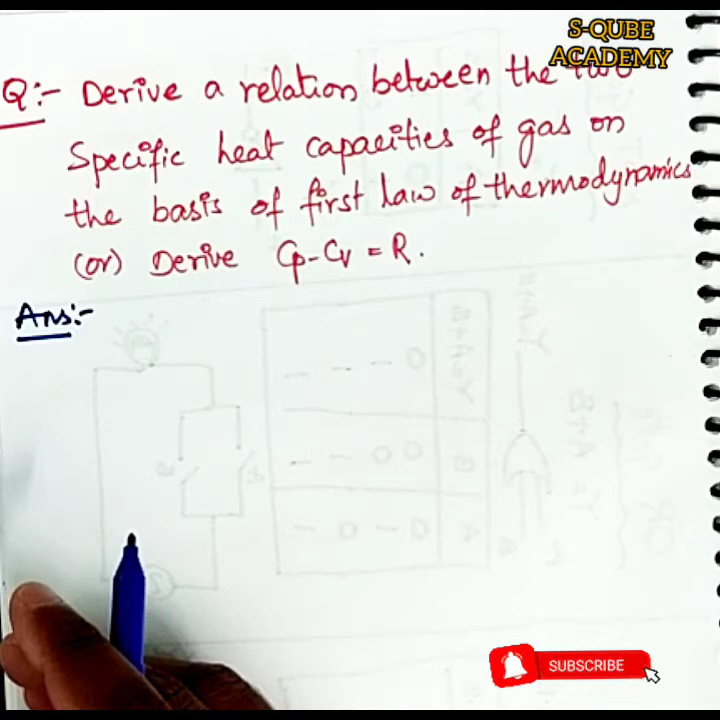 S-QUBE
ACADEMY
Q:- Derive a relation between the two
Specific heat capacities of gas on
the basis of first law of thermodynamics
(or) Derive Cp-Cv = R.
Ans:-
SUBSCRIBE